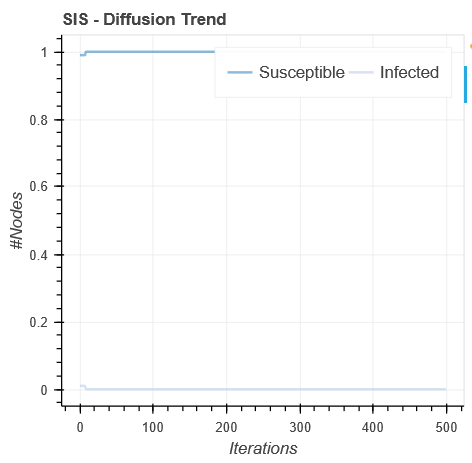 SIS - Diffusion Trend
Susceptible Infected
1
0.8
0.6
0.4
0.2
0
#Nodes
0 100 200 300 400 500
Iterations